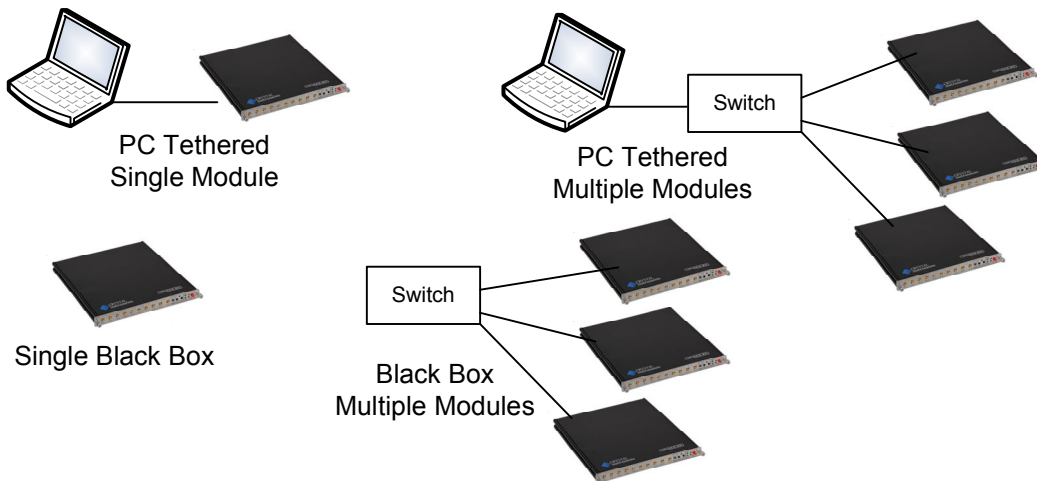 PC Tethered
Single Module
Switch
PC Tethered
Multiple Modules
Single Black Box
Switch
Black Box
Multiple Modules